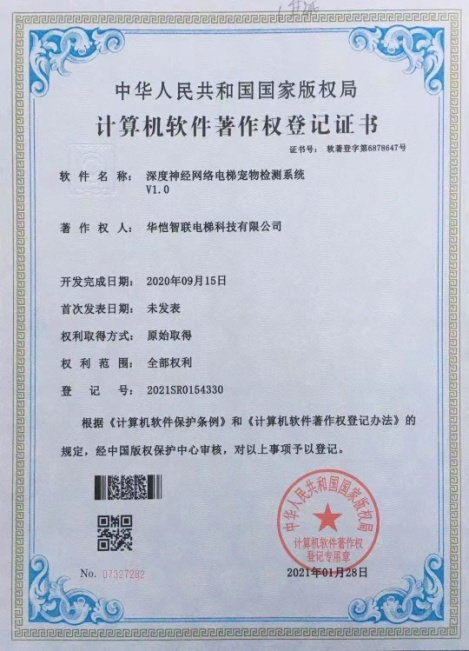 中华人民共和国国家版权局
计算机软件著作权登记证书
证书号： 软著登字第6878647号
软件名称： 深度神经网络电梯宠物检测系统
V1.0
著作权人： 华恺智联电梯科技有限公司
开发完成日期： 2020年09月15日
首次发表日期： 未发表
权利取得方式： 原始取得
权利范围： 全部权利
登记号： 2021SR0154330
根据《计算机软件保护条例》和《计算机软件著作权登记办法》的
规定，经中国版权保护中心审核，对以上事项予以登记。
中华人民共和国国家版权局
计算机软件著作权
登记专用章
No. 07327282
2021年01月28日